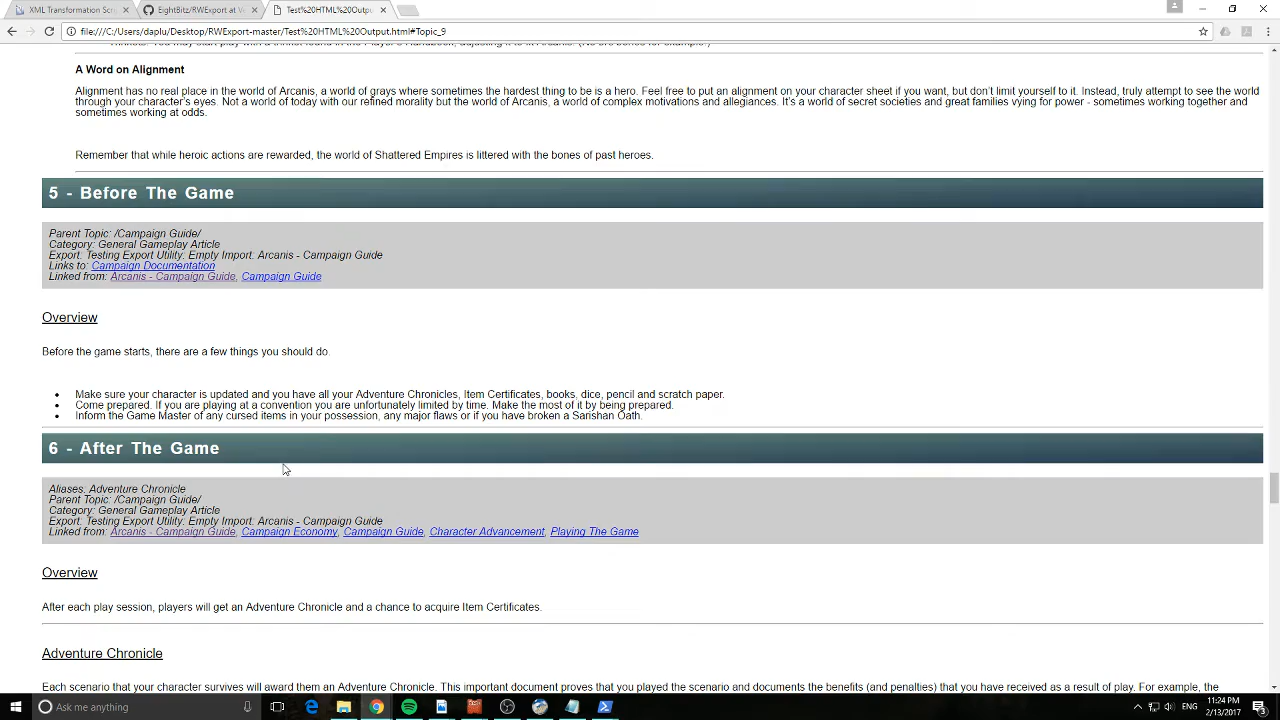 XML Transformation Scri
EightBitz/RWExport at V
Test%20HTML%20Outpu
file:///C:/Users/daplu/Desktop/RWExport-master/Test%20HTML%20Output.html#Topic_9
A Word on Alignment
Alignment has no real place in the world of Arcanis, a world of grays where sometimes the hardest thing to be is a hero. Feel free to put an alignment on your character sheet if you want, but don't limit yourself to it. Instead, truly attempt to see the world
through your character's eyes. Not a world of today with our refined morality but the world of Arcanis, a world of complex motivations and allegiances. It's a world of secret societies and great families vying for power - sometimes working together and
sometimes working at odds.
Remember that while heroic actions are rewarded, the world of Shattered Empires is littered with the bones of past heroes.
5 - Before The Game
Parent Topic: /Campaign Guide/
Category: General Gameplay Article
Export: Testing Export Utility. Empty Import: Arcanis - Campaign Guide
Links to: Campaign Documentation
Linked from: Arcanis - Campaign Guide, Campaign Guide
Overview
Before the game starts, there are a few things you should do.
• Make sure your character is updated and you have all your Adventure Chronicles, Item Certificates, books, dice, pencil and scratch paper.
• Come prepared. If you are playing at a convention you are unfortunately limited by time. Make the most of it by being prepared.
• Inform the Game Master of any cursed items in your possession, any major flaws or if you have broken a Sarishan Oath.
6 - After The Game
Aliases: Adventure Chronicle
Parent Topic: /Campaign Guide/
Category: General Gameplay Article
Export: Testing Export Utility. Empty Import: Arcanis - Campaign Guide
Linked from: Arcanis - Campaign Guide, Campaign Economy, Campaign Guide, Character Advancement, Playing The Game
Overview
After each play session, players will get an Adventure Chronicle and a chance to acquire Item Certificates.
Adventure Chronicle
Each scenario that your character survives will award them an Adventure Chronicle. This important document proves that you played the scenario and documents the benefits (and penalties) that you have received as a result of play. For example, the
Ask me anything
ENG
11:24 PM
2/13/2017
3